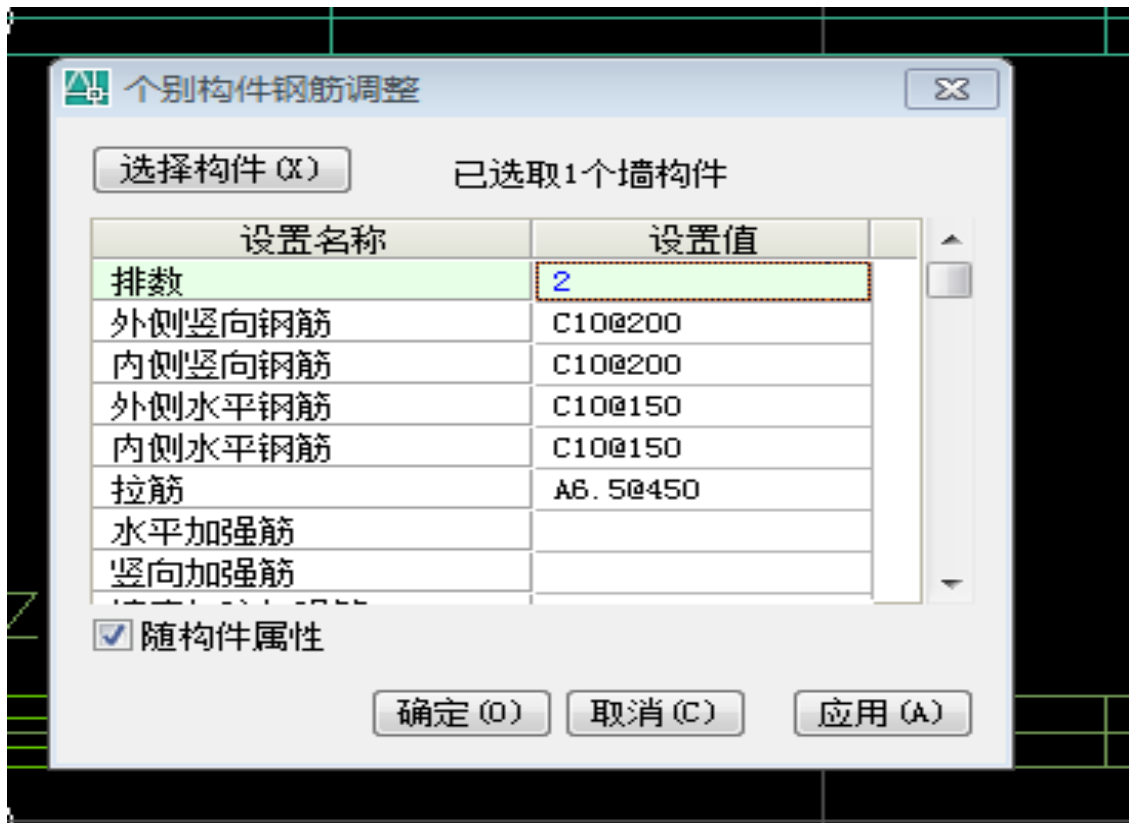 个别构件钢筋调整
选择构件(X) 已选取1个墙构件
设置名称 设置值
排数 2
外侧竖向钢筋 C10@200
内侧竖向钢筋 C10@200
外侧水平钢筋 C10@150
内侧水平钢筋 C10@150
拉筋 A6.5@450
水平加强筋
竖向加强筋
随构件属性
确定(O) 取消(C) 应用(A)